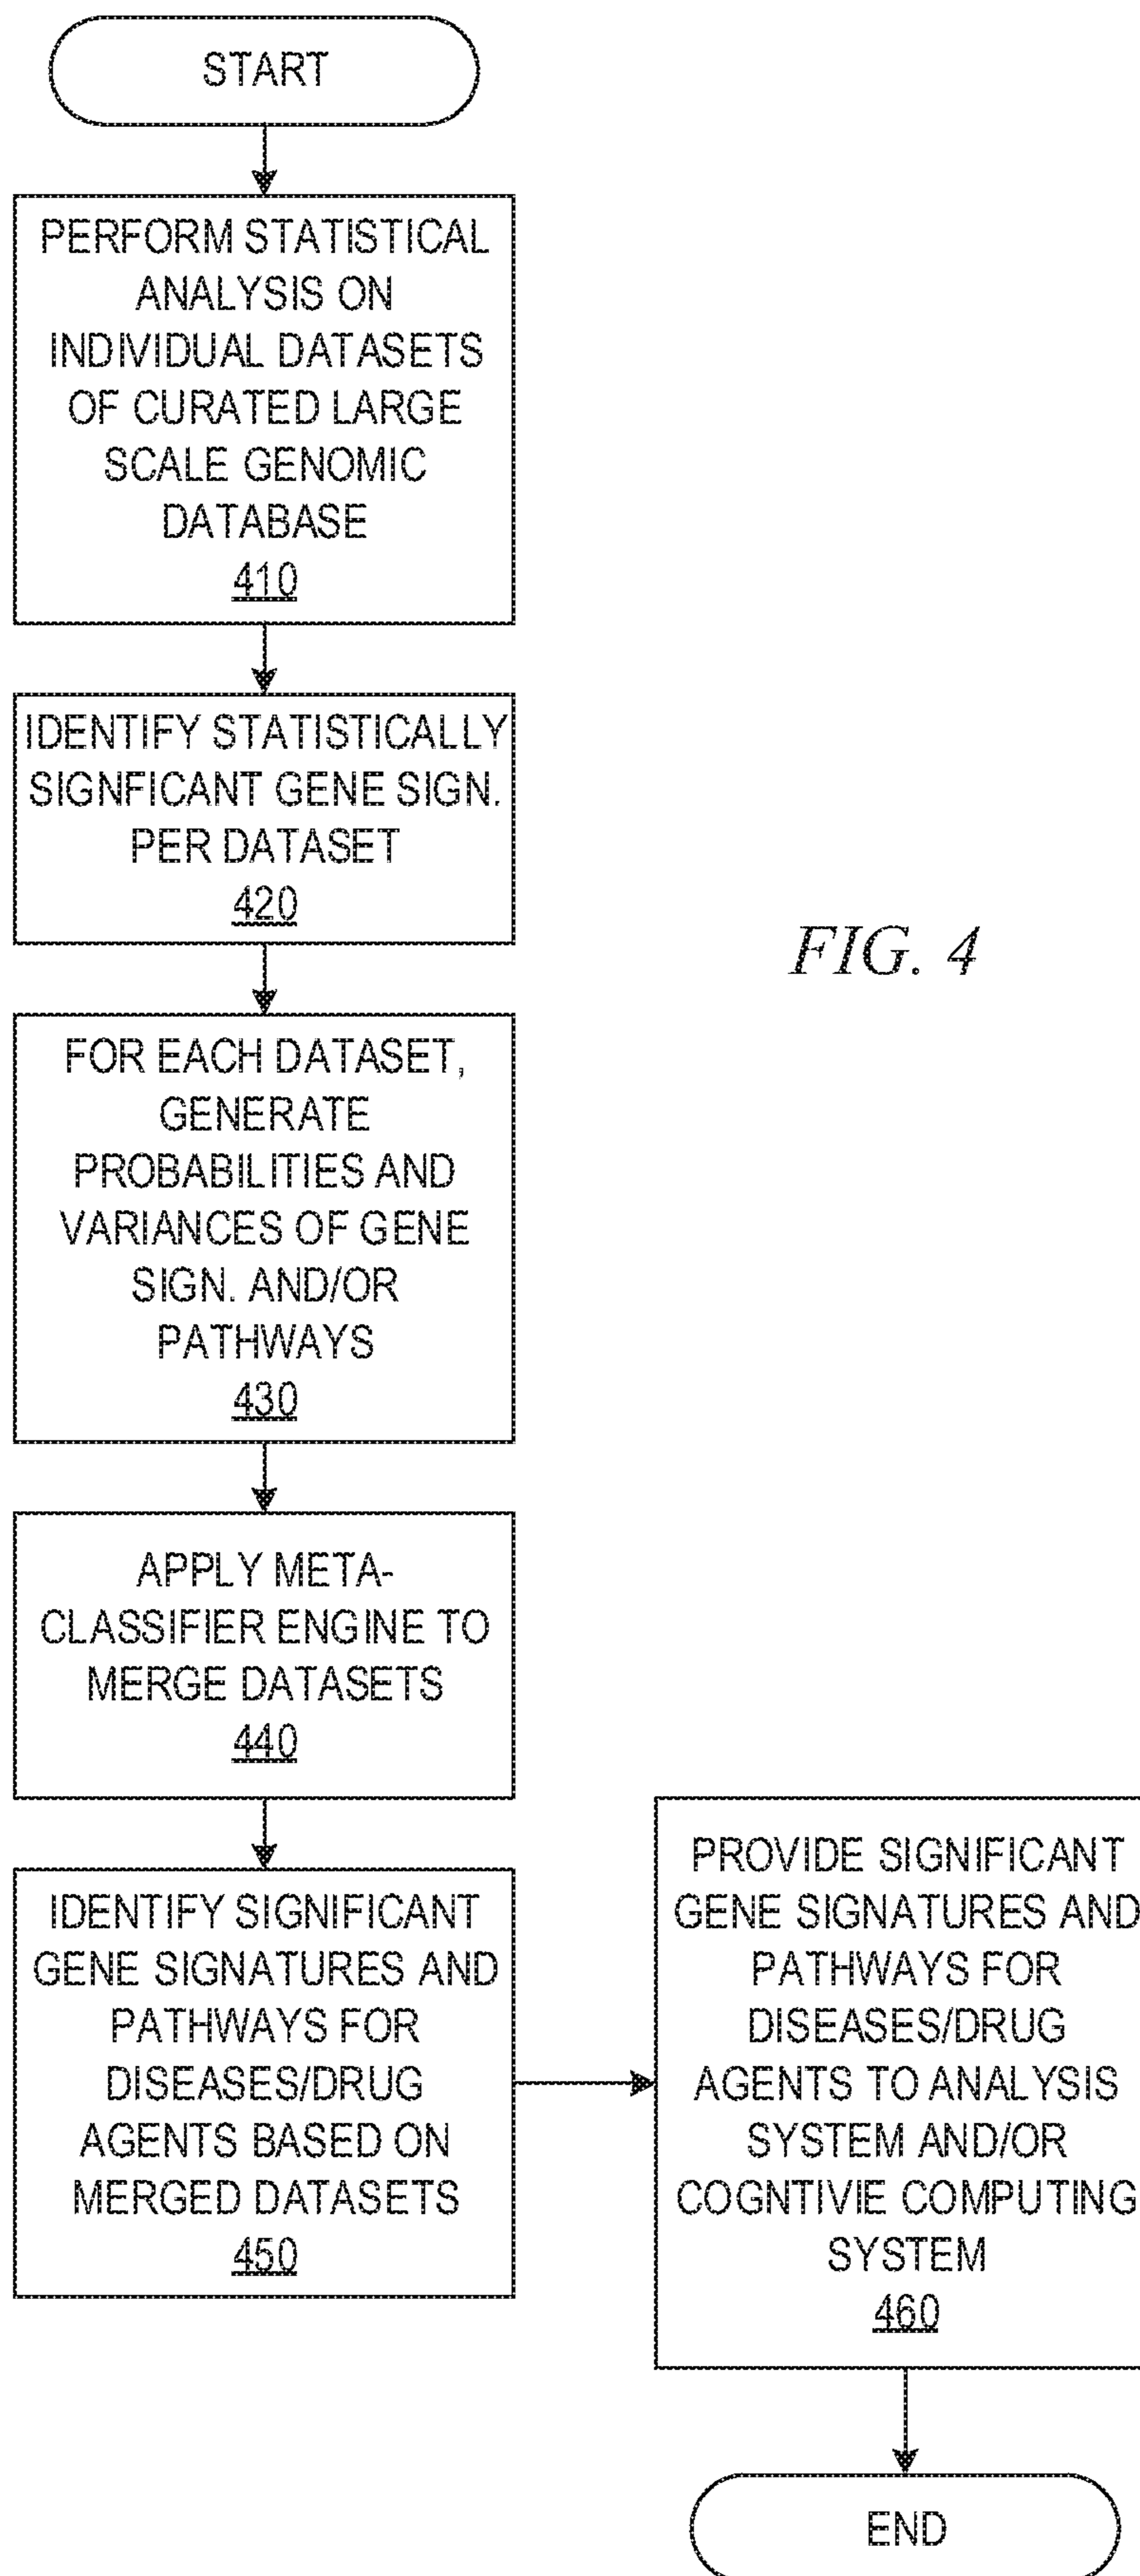 START
PERFORM STATISTICAL
ANALYSIS ON
INDIVIDUAL DATASETS
OF CURATED LARGE
SCALE GENOMIC
DATABASE
410
IDENTIFY STATISTICALLY
SIGNFICANT GENE SIGN.
PER DATASET
420
FOR EACH DATASET,
GENERATE
PROBABILITIES AND
VARIANCES OF GENE
SIGN. AND/OR
PATHWAYS
430
APPLY META-
CLASSIFIER ENGINE TO
MERGE DATASETS
440
IDENTIFY SIGNIFICANT
GENE SIGNATURES AND
PATHWAYS FOR
DISEASES/DRUG
AGENTS BASED ON
MERGED DATASETS
450
PROVIDE SIGNIFICANT
GENE SIGNATURES AND
PATHWAYS FOR
DISEASES/DRUG
AGENTS TO ANALYSIS
SYSTEM AND/OR
COGNTIVIE COMPUTING
SYSTEM
460
END
FIG. 4